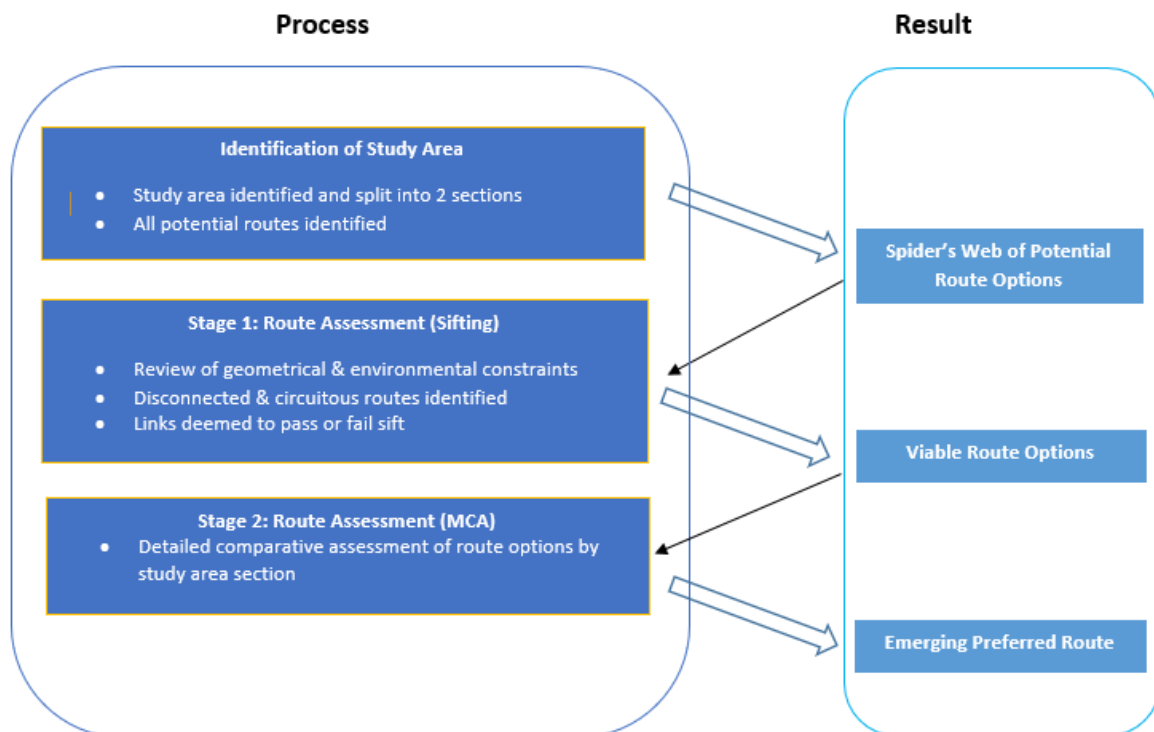 Process
Result
Identification of Study Area
• Study area identified and split into 2 sections
• All potential routes identified
Spider’s Web of Potential
Route Options
Stage 1: Route Assessment (Sifting)
• Review of geometrical & environmental constraints
• Disconnected & circuitous routes identified
• Links deemed to pass or fail sift
Viable Route Options
Stage 2: Route Assessment (MCA)
• Detailed comparative assessment of route options by
study area section
Emerging Preferred Route